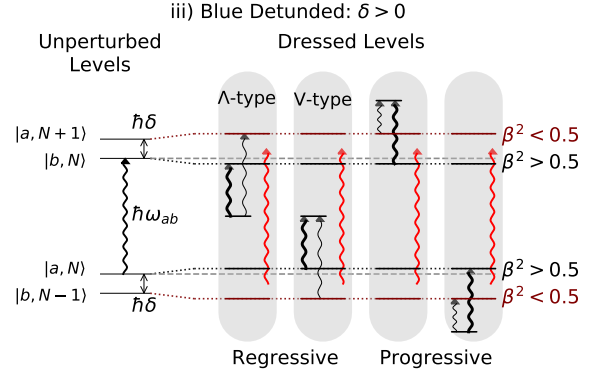 iii) Blue Detunded: δ > 0
Unperturbed
Levels
Dressed Levels
Λ-type
V-type
ħδ
|a, N + 1⟩
β² < 0.5
|b, N⟩
β² > 0.5
ħω_ab
|a, N⟩
β² > 0.5
|b, N − 1⟩
β² < 0.5
ħδ
Regressive
Progressive